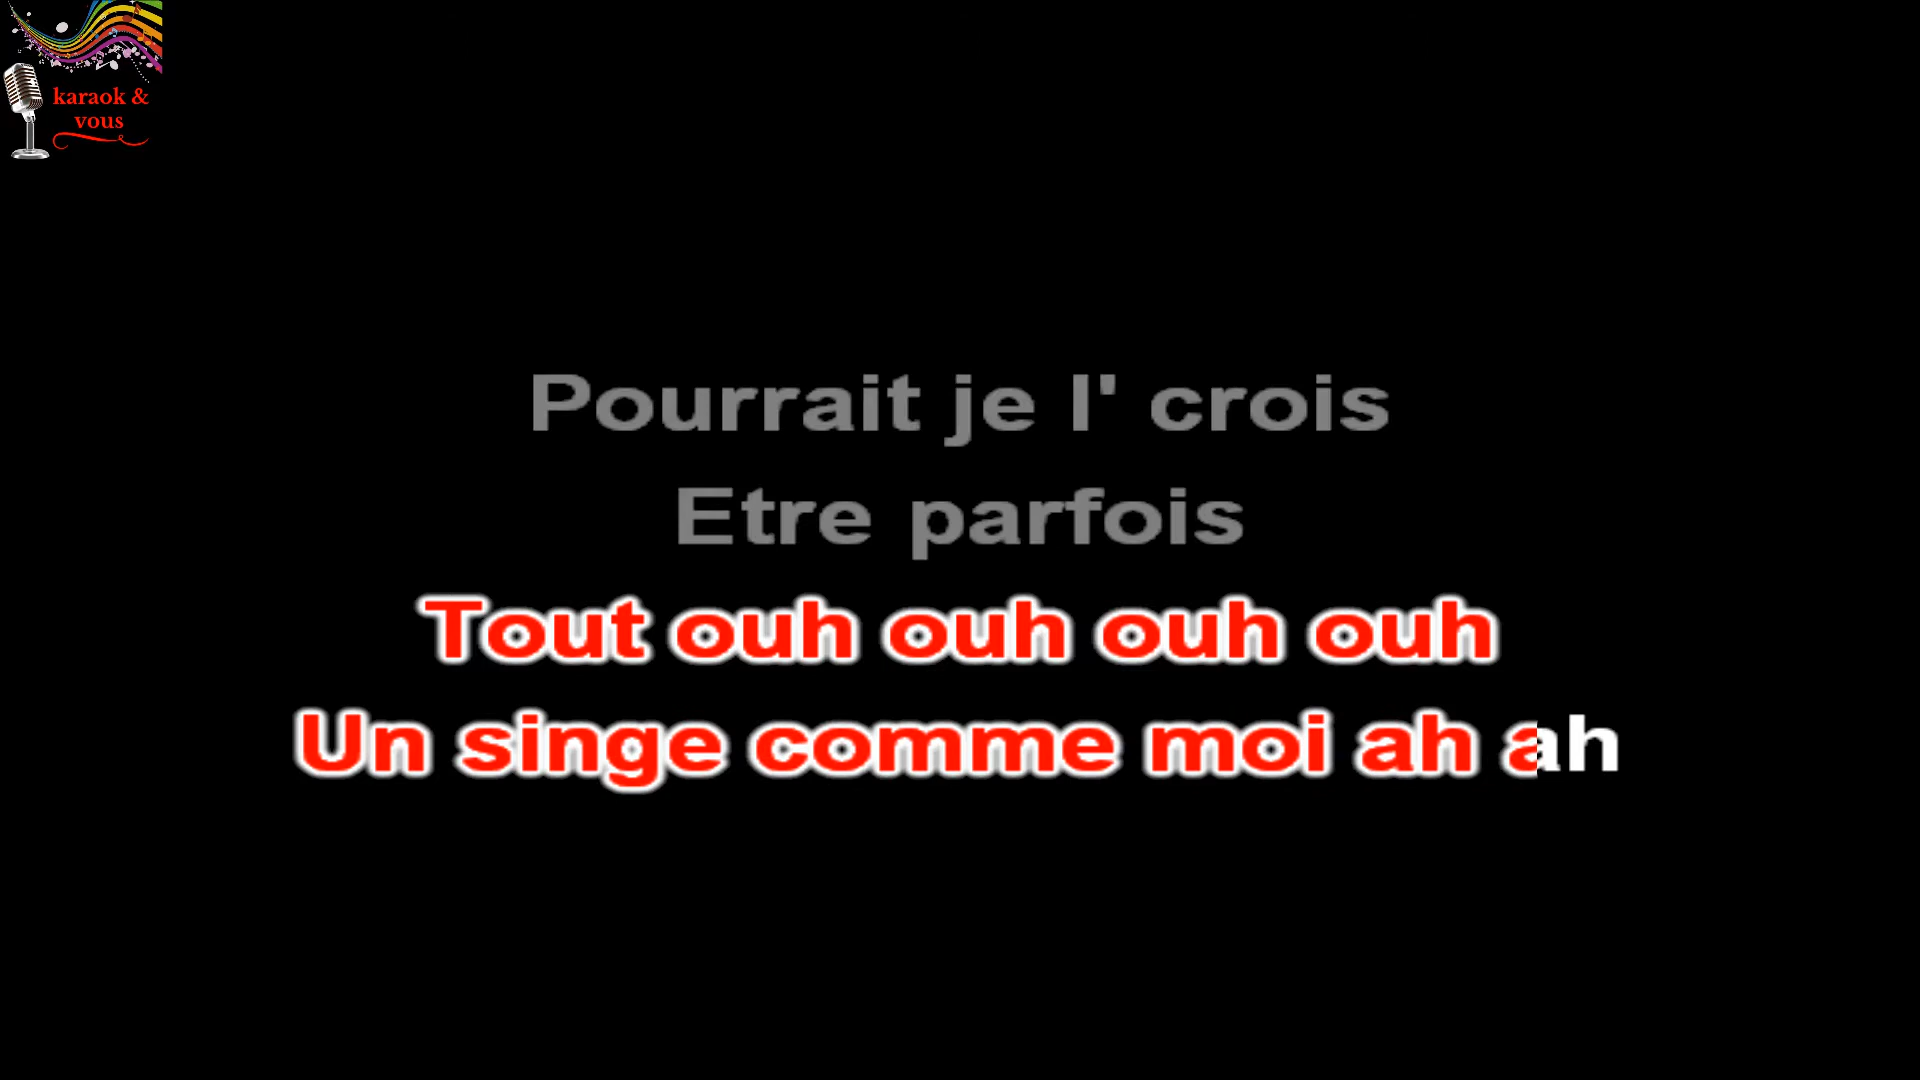 karaok &
vous
Pourrait je l' crois
Etre parfois
Tout ouh ouh ouh ouh
Un singe comme moi ah ah